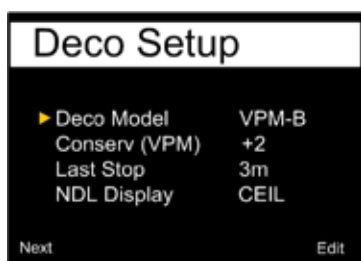 Deco Setup
Deco Model VPM-B
Conserv (VPM) +2
Last Stop 3m
NDL Display CEIL
Next Edit